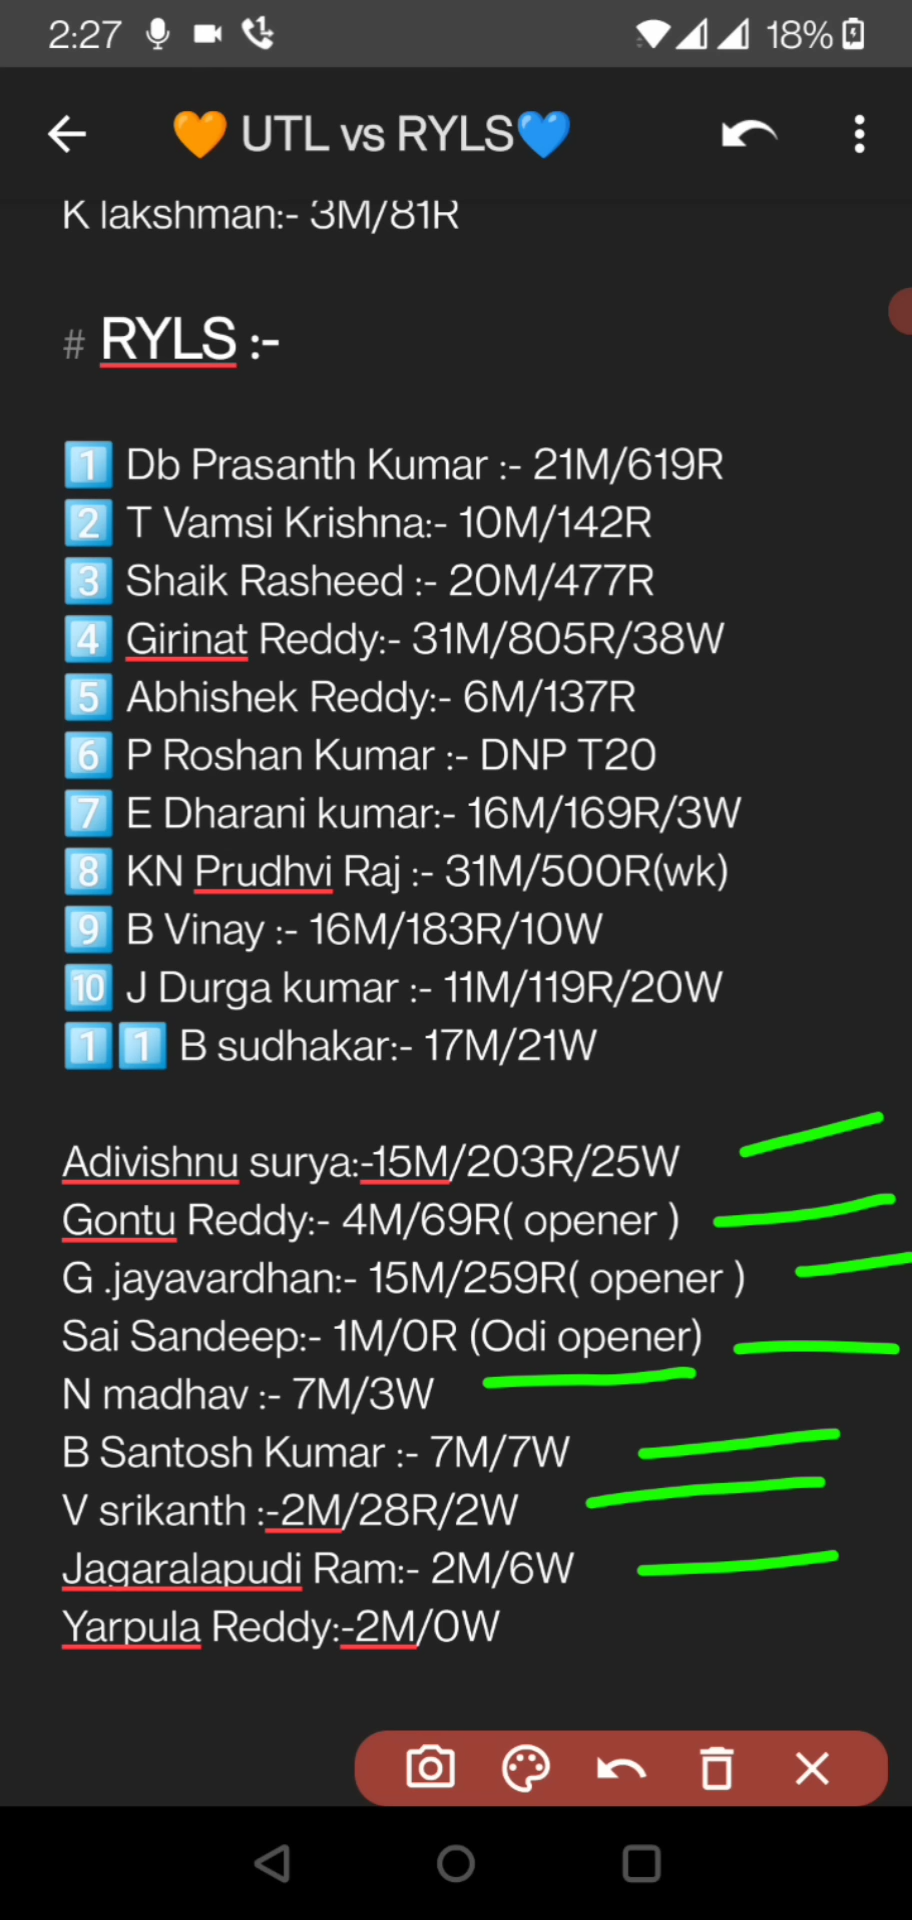 2:27 18%
🧡 UTL vs RYLS💙
K lakshman:- 3M/81R
# RYLS :-
1️⃣ Db Prasanth Kumar :- 21M/619R
2️⃣ T Vamsi Krishna:- 10M/142R
3️⃣ Shaik Rasheed :- 20M/477R
4️⃣ Girinat Reddy:- 31M/805R/38W
5️⃣ Abhishek Reddy:- 6M/137R
6️⃣ P Roshan Kumar :- DNP T20
7️⃣ E Dharani kumar:- 16M/169R/3W
8️⃣ KN Prudhvi Raj :- 31M/500R(wk)
9️⃣ B Vinay :- 16M/183R/10W
🔟 J Durga kumar :- 11M/119R/20W
1️⃣1️⃣ B sudhakar:- 17M/21W
Adivishnu surya:-15M/203R/25W
Gontu Reddy:- 4M/69R( opener )
G .jayavardhan:- 15M/259R( opener )
Sai Sandeep:- 1M/0R (Odi opener)
N madhav :- 7M/3W
B Santosh Kumar :- 7M/7W
V srikanth :-2M/28R/2W
Jagaralapudi Ram:- 2M/6W
Yarpula Reddy:-2M/0W